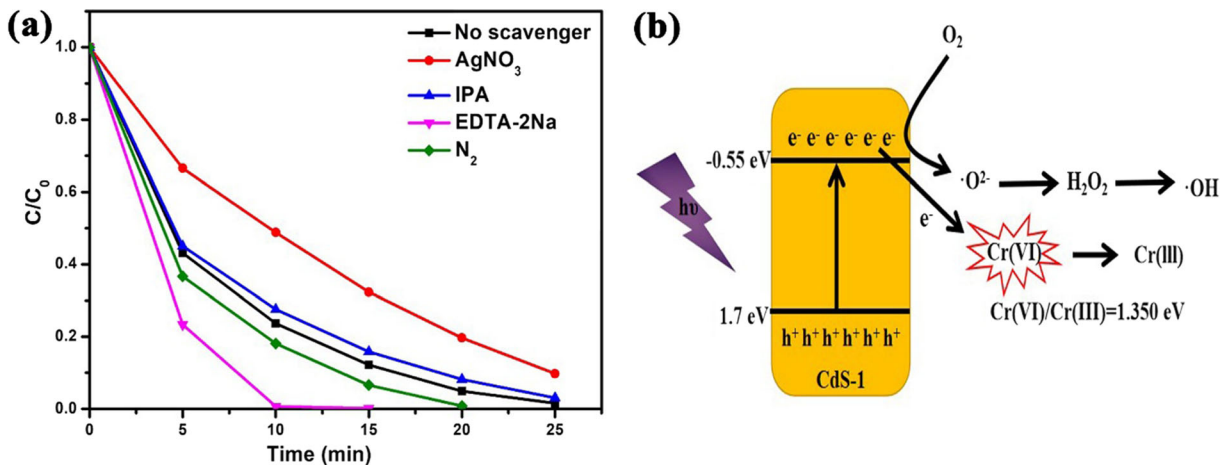 (a)
No scavenger
AgNO₃
IPA
EDTA-2Na
N₂
C/C₀
1.0
0.8
0.6
0.4
0.2
0.0
0 5 10 15 20 25
Time (min)
(b)
O₂
e⁻ e⁻ e⁻ e⁻ e⁻ e⁻
-0.55 eV
·O²⁻
H₂O₂
·OH
hυ
e⁻
Cr(VI)
Cr(III)
Cr(VI)/Cr(III)=1.350 eV
1.7 eV
h⁺ h⁺ h⁺ h⁺ h⁺ h⁺
CdS-1